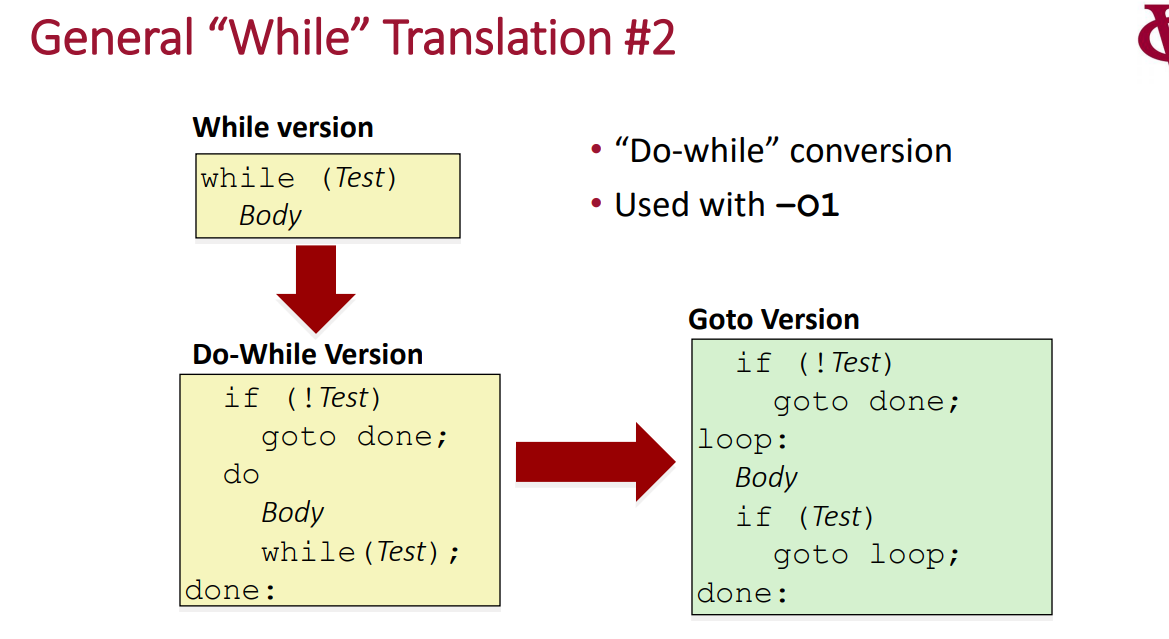 General “While” Translation #2
While version
while (Test)
Body
• “Do-while” conversion
• Used with –O1
Do-While Version
if (!Test)
goto done;
do
Body
while(Test);
done:
Goto Version
if (!Test)
goto done;
loop:
Body
if (Test)
goto loop;
done: